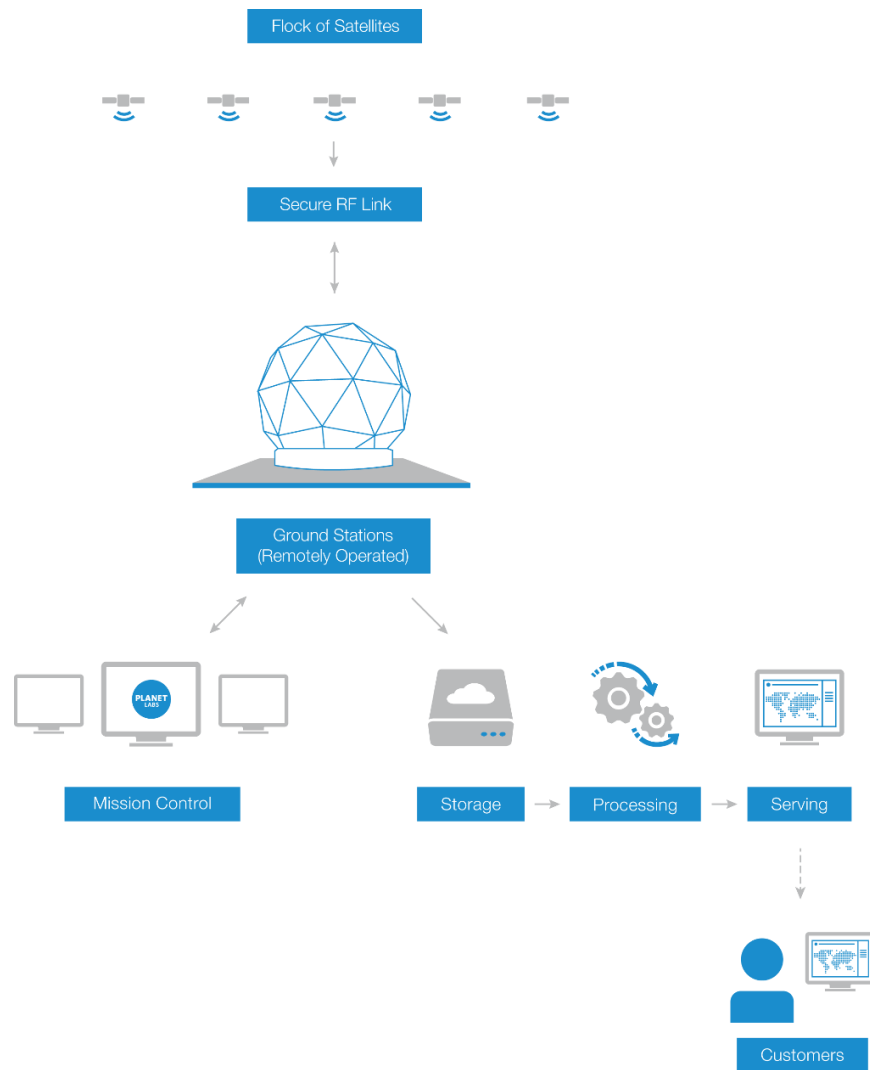 Flock of Satellites
Secure RF Link
Ground Stations
(Remotely Operated)
PLANET
LABS
Mission Control
Storage
Processing
Serving
Customers